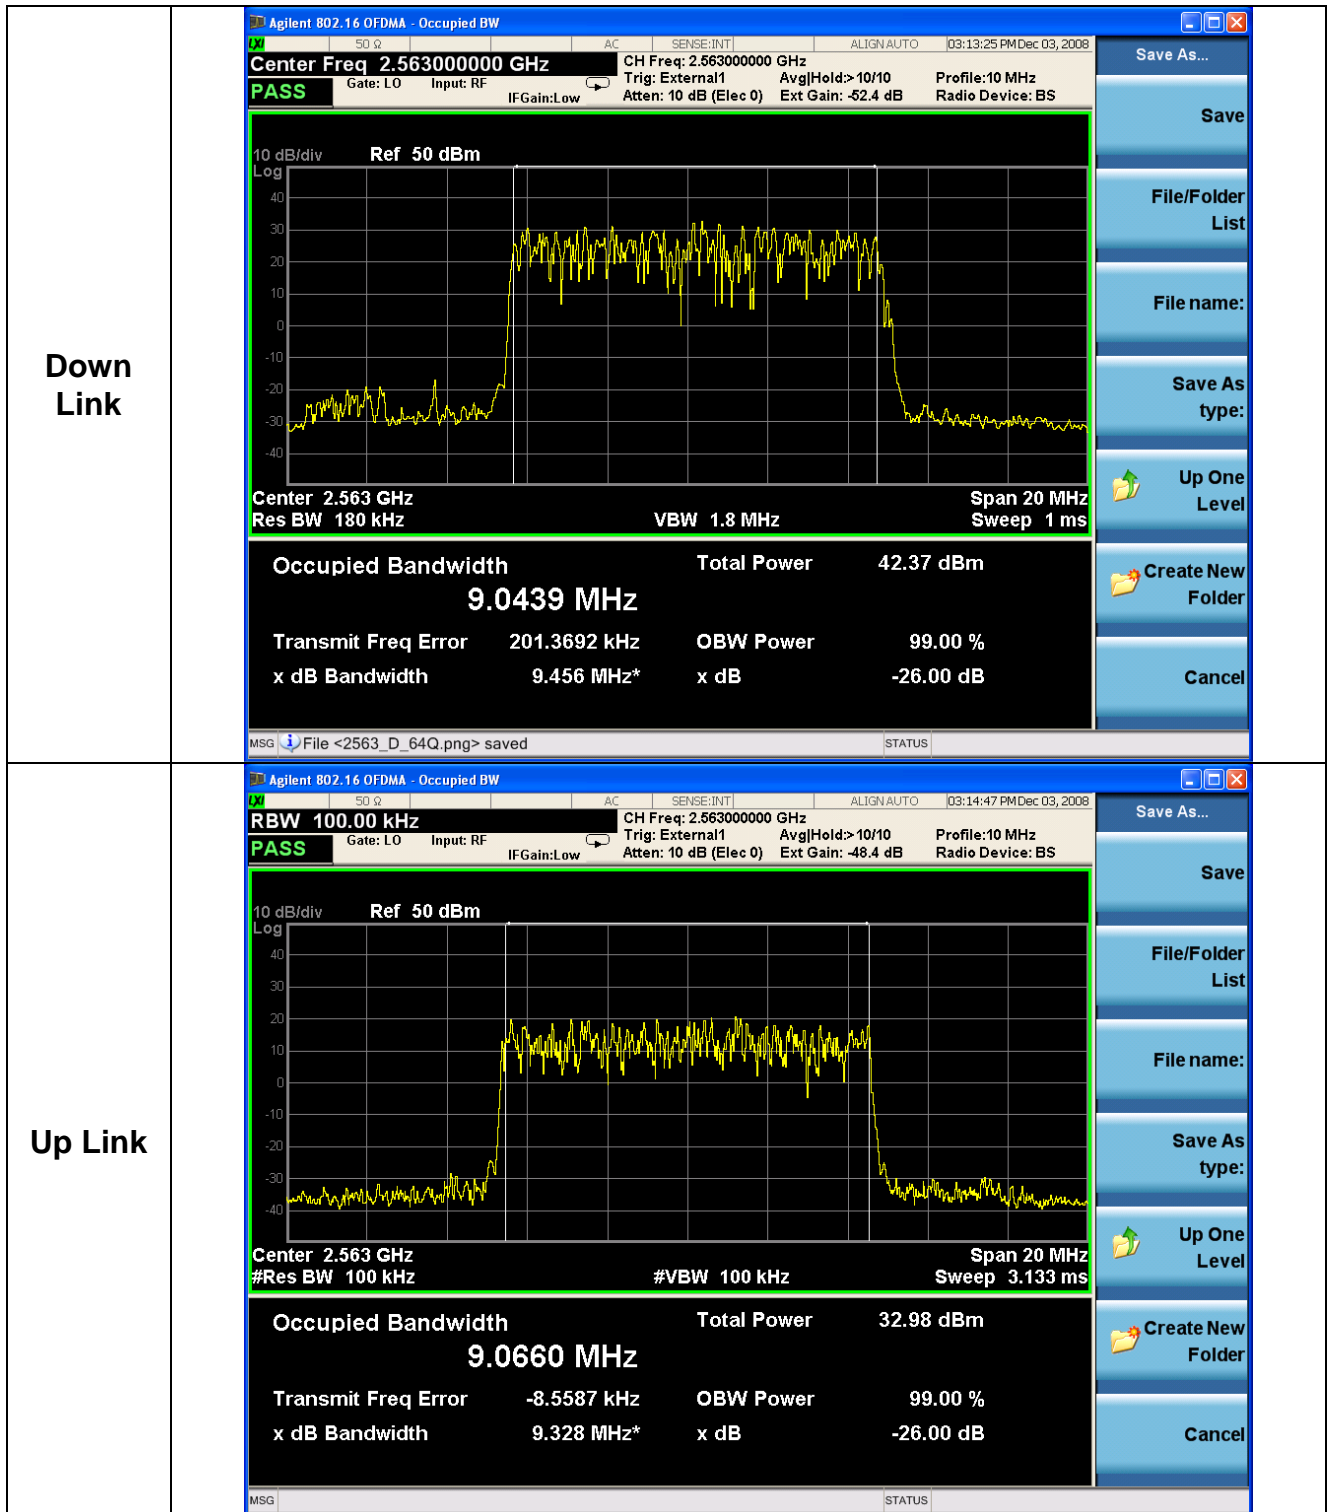 Down
Link
Agilent 802.16 OFDMA - Occupied BW
LXI 50 Ω AC SENSE:INT ALIGN AUTO 03:13:25 PM Dec 03, 2008
Center Freq 2.563000000 GHz
CH Freq: 2.563000000 GHz
PASS
Gate: LO Input: RF
IFGain:Low
Trig: External1 Avg|Hold:>10/10 Profile:10 MHz
Atten: 10 dB (Elec 0) Ext Gain: -52.4 dB Radio Device: BS
10 dB/div Ref 50 dBm
Log
40
30
20
10
0
-10
-20
-30
-40
Center 2.563 GHz Span 20 MHz
Res BW 180 kHz VBW 1.8 MHz Sweep 1 ms
Occupied Bandwidth Total Power 42.37 dBm
9.0439 MHz
Transmit Freq Error 201.3692 kHz OBW Power 99.00 %
x dB Bandwidth 9.456 MHz* x dB -26.00 dB
MSG File <2563_D_64Q.png> saved STATUS
Save As...
Save
File/Folder
List
File name:
Save As
type:
Up One
Level
Create New
Folder
Cancel
Up Link
Agilent 802.16 OFDMA - Occupied BW
LXI 50 Ω AC SENSE:INT ALIGN AUTO 03:14:47 PM Dec 03, 2008
RBW 100.00 kHz
CH Freq: 2.563000000 GHz
PASS
Gate: LO Input: RF
IFGain:Low
Trig: External1 Avg|Hold:>10/10 Profile:10 MHz
Atten: 10 dB (Elec 0) Ext Gain: -48.4 dB Radio Device: BS
10 dB/div Ref 50 dBm
Log
40
30
20
10
0
-10
-20
-30
-40
Center 2.563 GHz Span 20 MHz
#Res BW 100 kHz #VBW 100 kHz Sweep 3.133 ms
Occupied Bandwidth Total Power 32.98 dBm
9.0660 MHz
Transmit Freq Error -8.5587 kHz OBW Power 99.00 %
x dB Bandwidth 9.328 MHz* x dB -26.00 dB
MSG STATUS
Save As...
Save
File/Folder
List
File name:
Save As
type:
Up One
Level
Create New
Folder
Cancel